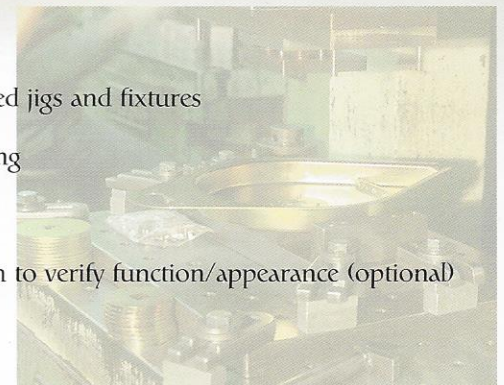 ed jigs and fixtures
ng
n to verify function/appearance (optional)